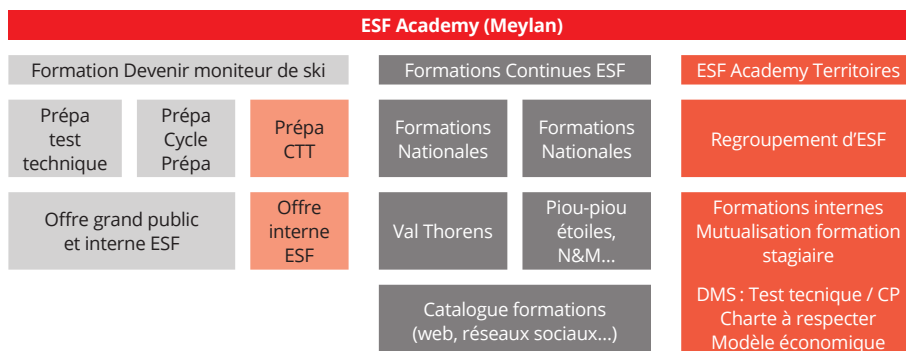 ESF Academy (Meylan)
Formation Devenir moniteur de ski
Prépa
test
technique
Prépa
Cycle
Prépa
Prépa
CTT
Offre grand public
et interne ESF
Offre
interne
ESF
Formations Continues ESF
Formations
Nationales
Formations
Nationales
Val Thorens
Piou-piou
étoiles,
N&M...
Catalogue formations
(web, réseaux sociaux...)
ESF Academy Territoires
Regroupement d'ESF
Formations internes
Mutualisation formation
stagiaire
DMS : Test tecnique / CP
Charte à respecter
Modèle économique